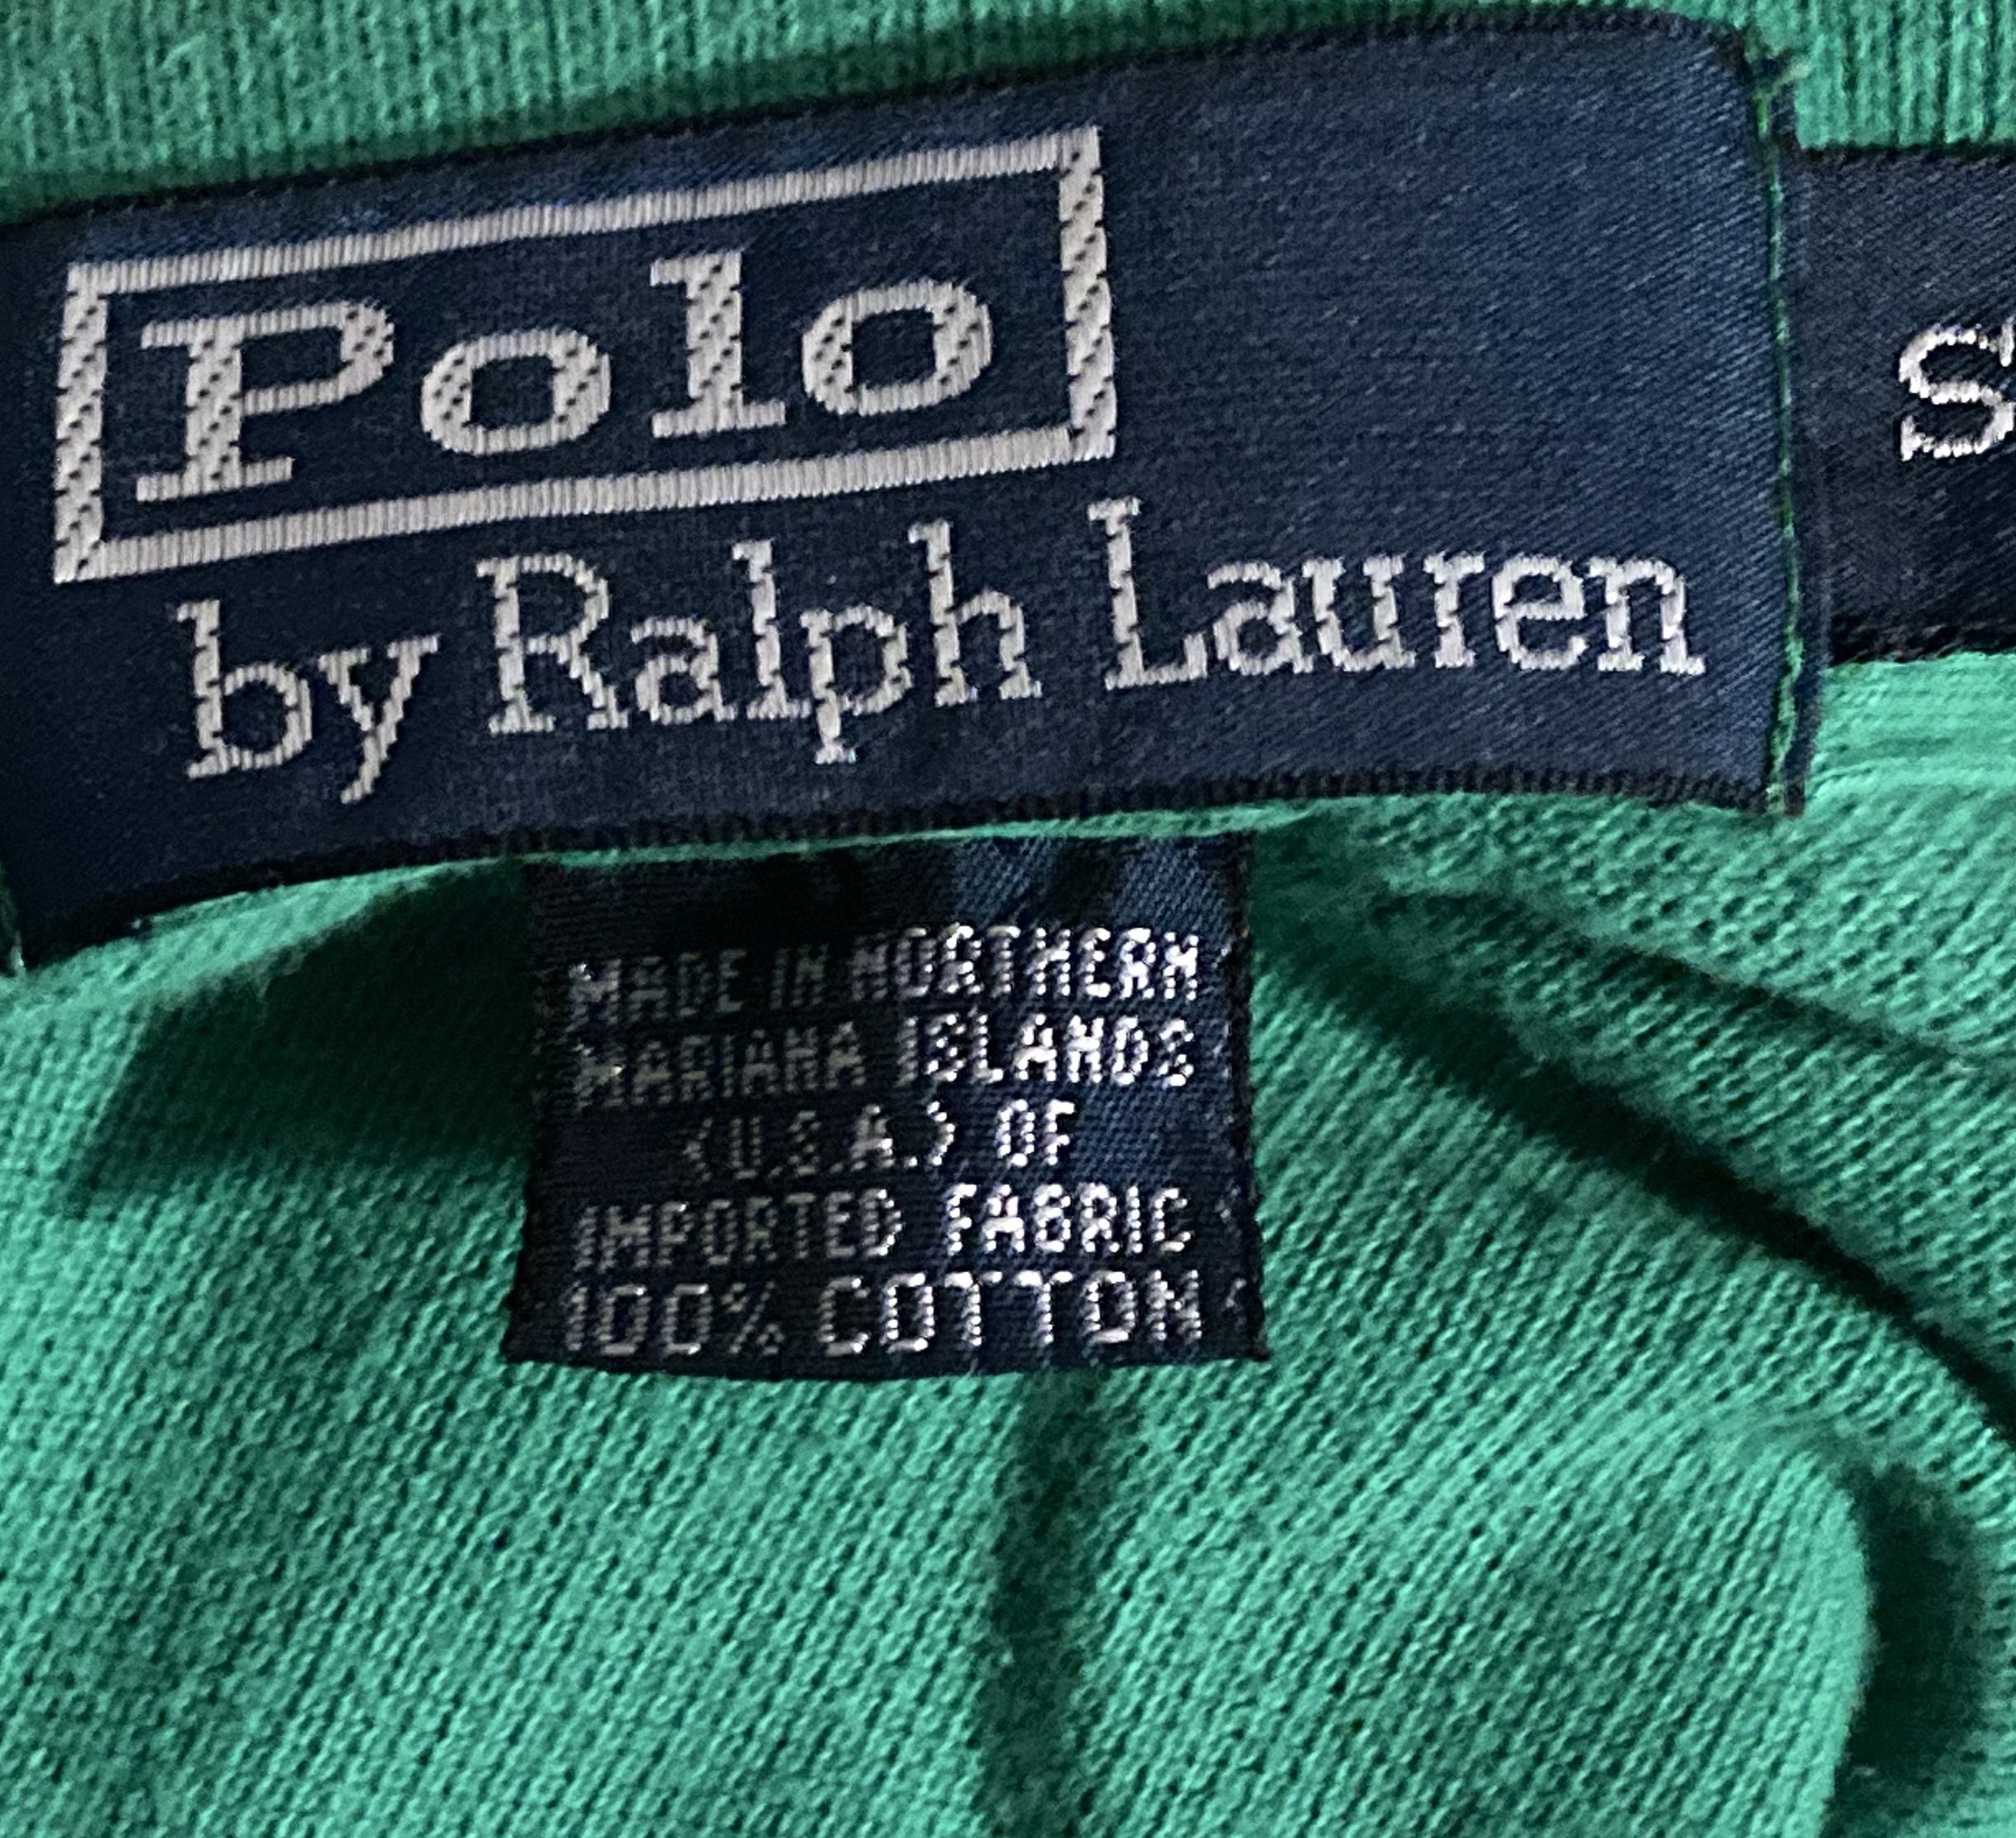 Polo
by Ralph Lauren
S
MADE IN NORTHERN
MARIANA ISLANDS
(U.S.A.) OF
IMPORTED FABRIC
100% COTTON